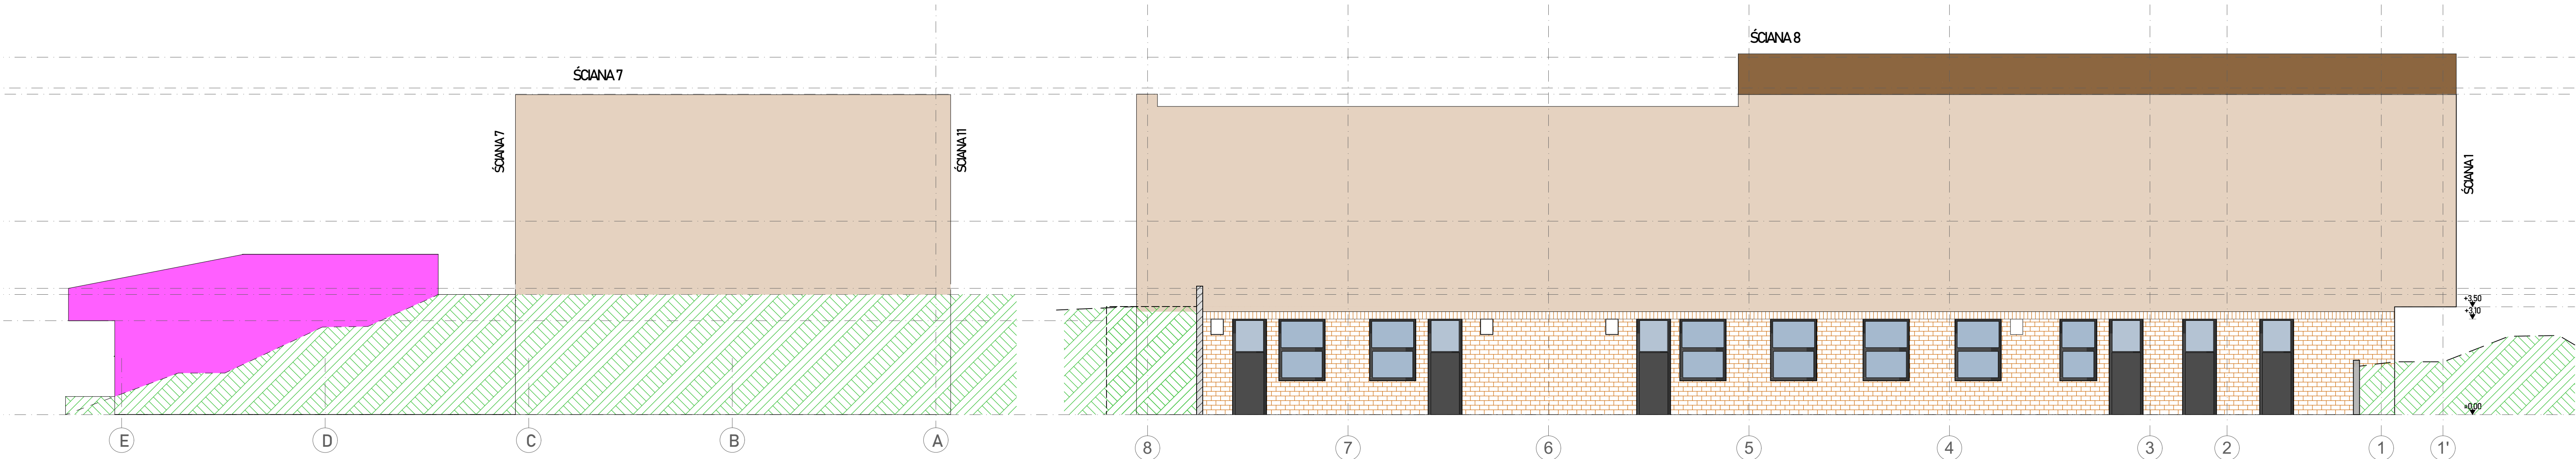 ŚCIANA 8
ŚCIANA 7
ŚCIANA 7
ŚCIANA 11
ŚCIANA 1
+3,50
+3,10
±0,00
E
D
C
B
A
8
7
6
5
4
3
2
1
1'